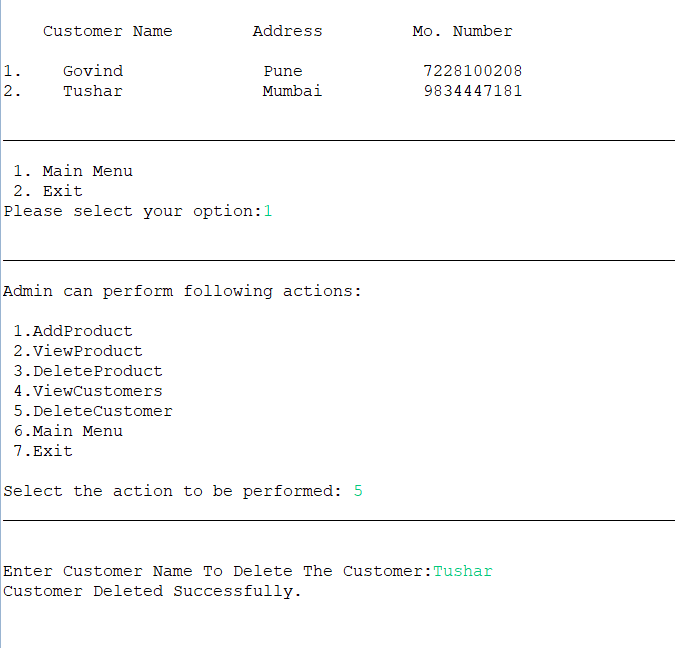 Customer Name Address Mo. Number
1. Govind Pune 7228100208
2. Tushar Mumbai 9834447181
1. Main Menu
2. Exit
Please select your option:1
Admin can perform following actions:
1.AddProduct
2.ViewProduct
3.DeleteProduct
4.ViewCustomers
5.DeleteCustomer
6.Main Menu
7.Exit
Select the action to be performed: 5
Enter Customer Name To Delete The Customer:Tushar
Customer Deleted Successfully.